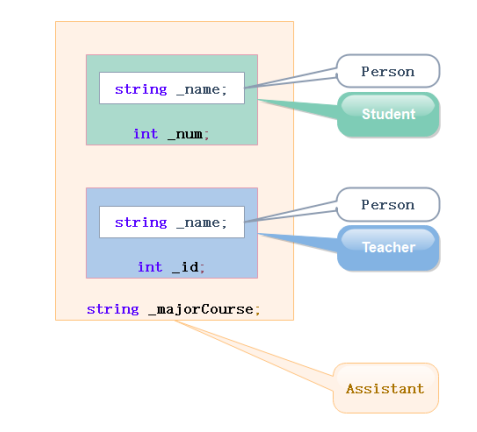 Person
string _name;
Student
int _num;
Person
string _name;
Teacher
int _id;
string _majorCourse;
Assistant